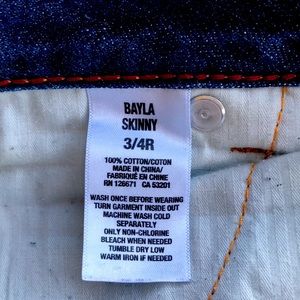 BAYLA
SKINNY
3/4R
100% COTTON/COTON
MADE IN CHINA/
FABRIQUÉ EN CHINE
RN 126671 CA 53201
WASH ONCE BEFORE WEARING
TURN GARMENT INSIDE OUT
MACHINE WASH COLD
SEPARATELY
ONLY NON-CHLORINE
BLEACH WHEN NEEDED
TUMBLE DRY LOW
WARM IRON IF NEEDED